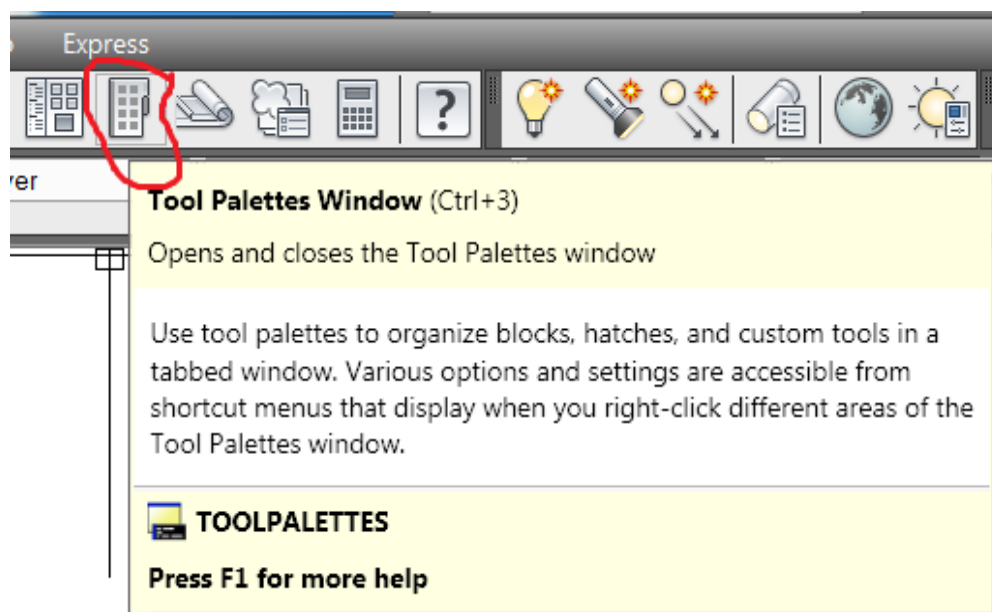 Express
?
yer
Tool Palettes Window (Ctrl+3)
Opens and closes the Tool Palettes window
Use tool palettes to organize blocks, hatches, and custom tools in a
tabbed window. Various options and settings are accessible from
shortcut menus that display when you right-click different areas of the
Tool Palettes window.
TOOLPALETTES
Press F1 for more help